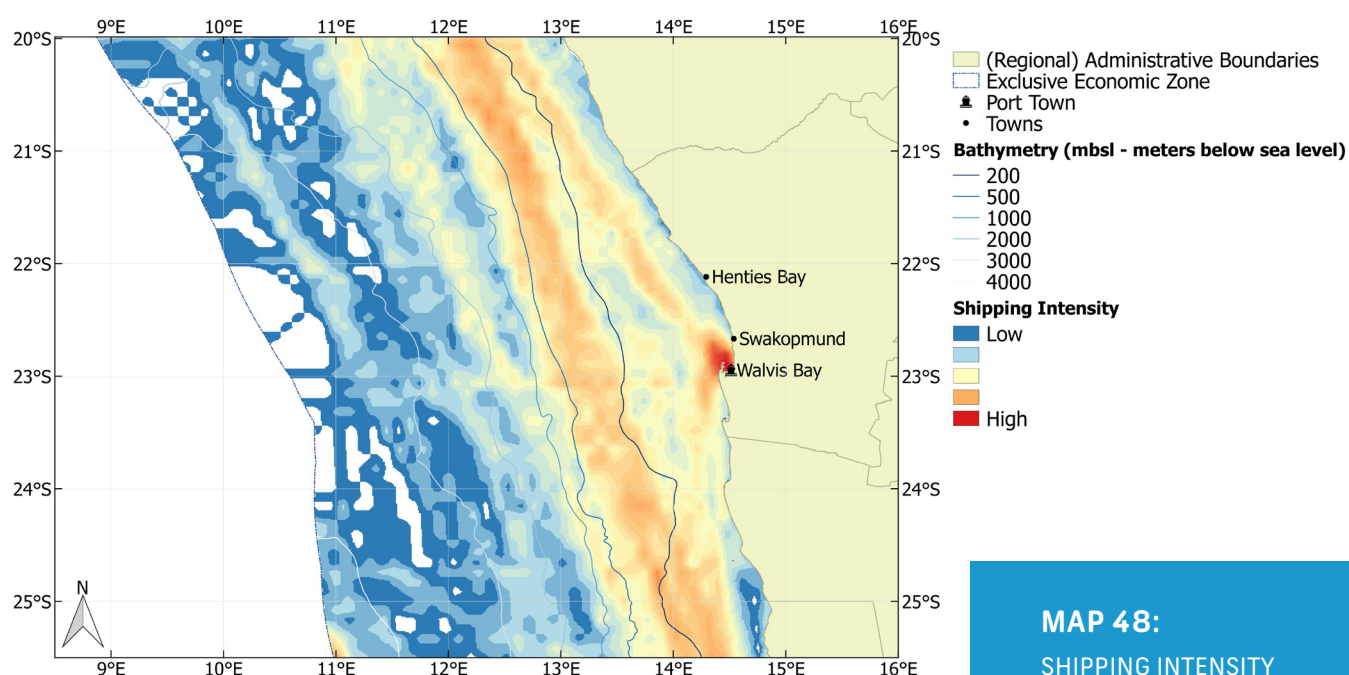 9°E 10°E 11°E 12°E 13°E 14°E 15°E 16°E
20°S 20°S
21°S 21°S
22°S 22°S
23°S 23°S
24°S 24°S
25°S 25°S
9°E 10°E 11°E 12°E 13°E 14°E 15°E 16°E
Henties Bay
Swakopmund
Walvis Bay
N
(Regional) Administrative Boundaries
Exclusive Economic Zone
Port Town
Towns
Bathymetry (mbsl - meters below sea level)
200
500
1000
2000
3000
4000
Shipping Intensity
Low
High
MAP 48:
SHIPPING INTENSITY